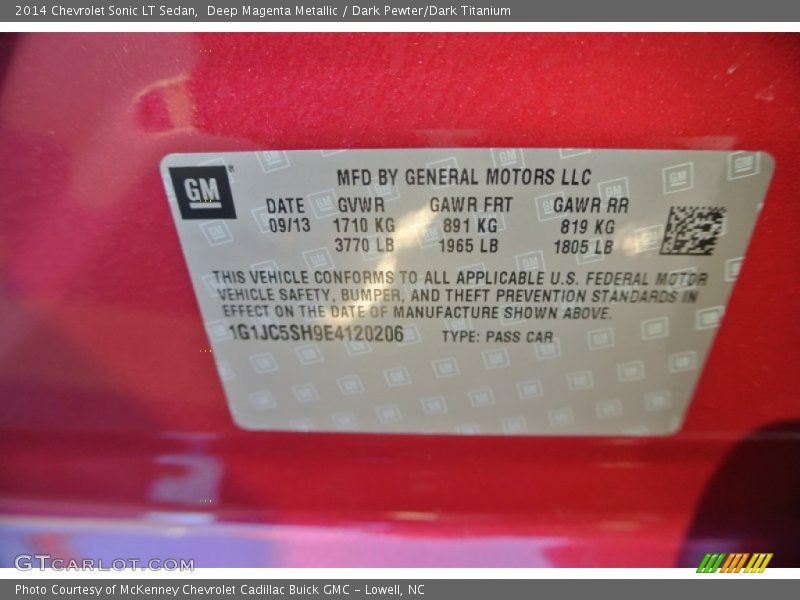 2014 Chevrolet Sonic LT Sedan,  Deep Magenta Metallic / Dark Pewter/Dark Titanium
GM
MFD BY GENERAL MOTORS LLC
DATE GVWR GAWR FRT GAWR RR
09/13 1710 KG 891 KG 819 KG
3770 LB 1965 LB 1805 LB
THIS VEHICLE CONFORMS TO ALL APPLICABLE U.S. FEDERAL MOTOR
VEHICLE SAFETY, BUMPER, AND THEFT PREVENTION STANDARDS IN
EFFECT ON THE DATE OF MANUFACTURE SHOWN ABOVE.
1G1JC5SH9E4120206 TYPE: PASS CAR
GTCARLOT.COM
Photo Courtesy of McKenney Chevrolet Cadillac Buick GMC – Lowell, NC